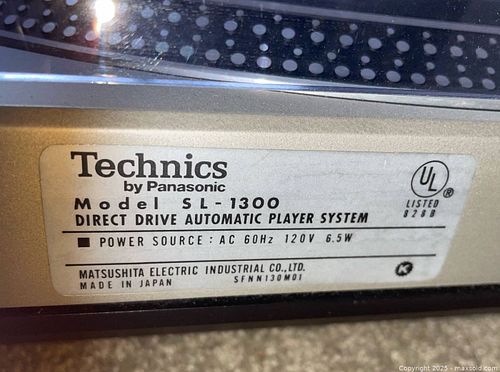 Technics
by Panasonic
Model SL-1300
DIRECT DRIVE AUTOMATIC PLAYER SYSTEM
■ POWER SOURCE : AC 60Hz 120V 6.5W
MATSUSHITA ELECTRIC INDUSTRIAL CO., LTD.
MADE IN JAPAN SFNN130M01
UL ®
LISTED
828B
K
Copyright © 2025 - maxsold.com